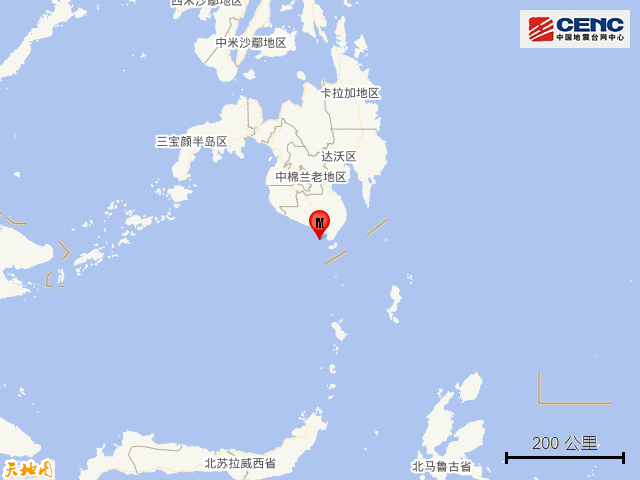 西米沙鄢地区
CENC
中国地震台网中心
中米沙鄢地区
卡拉加地区
三宝颜半岛区
达沃区
中棉兰老地区
M
200 公里
北苏拉威西省
北马鲁古省
天地图